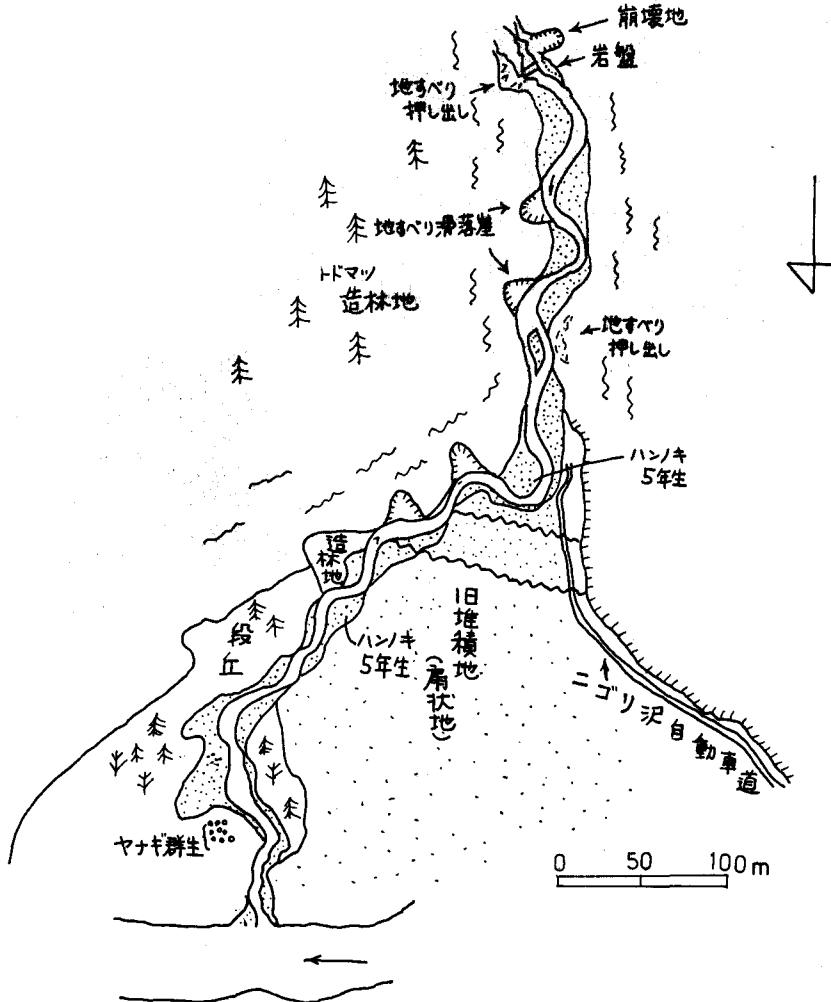 崩壊地
岩盤
地すべり
押し出し
地すべり滑落崖
トドマツ
造林地
地すべり
押し出し
ハンノキ
5年生
造林地
段丘
ハンノキ
5年生
旧堆積地
(扇状地)
ニゴリ沢自動車道
ヤナギ群生
0 50 100m